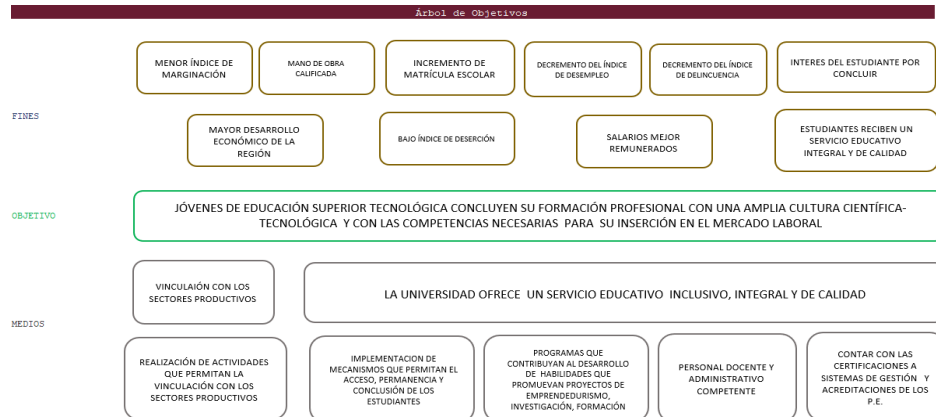 Árbol de Objetivos
MENOR ÍNDICE DE
MARGINACIÓN
MANO DE OBRA
CALIFICADA
INCREMENTO DE
MATRÍCULA ESCOLAR
DECREMENTO DEL ÍNDICE
DE DESEMPLEO
DECREMENTO DEL ÍNDICE
DE DELINCUENCIA
INTERES DEL ESTUDIANTE POR
CONCLUIR
FINES
MAYOR DESARROLLO
ECONÓMICO DE LA
REGIÓN
BAJO ÍNDICE DE DESERCIÓN
SALARIOS MEJOR
REMUNERADOS
ESTUDIANTES RECIBEN UN
SERVICIO EDUCATIVO
INTEGRAL Y DE CALIDAD
OBJETIVO
JÓVENES DE EDUCACIÓN SUPERIOR TECNOLÓGICA CONCLUYEN SU FORMACIÓN PROFESIONAL CON UNA AMPLIA CULTURA CIENTÍFICA-
TECNOLÓGICA Y CON LAS COMPETENCIAS NECESARIAS PARA SU INSERCIÓN EN EL MERCADO LABORAL
VINCULAIÓN CON LOS
SECTORES PRODUCTIVOS
LA UNIVERSIDAD OFRECE UN SERVICIO EDUCATIVO INCLUSIVO, INTEGRAL Y DE CALIDAD
MEDIOS
REALIZACIÓN DE ACTIVIDADES
QUE PERMITAN LA
VINCULACIÓN CON LOS
SECTORES PRODUCTIVOS
IMPLEMENTACION DE
MECANISMOS QUE PERMITAN EL
ACCESO, PERMANENCIA Y
CONCLUSIÓN DE LOS
ESTUDIANTES
PROGRAMAS QUE
CONTRIBUYAN AL DESARROLLO
DE HABILIDADES QUE
PROMUEVAN PROYECTOS DE
EMPRENDEDURISMO,
INVESTIGACIÓN, FORMACIÓN
PERSONAL DOCENTE Y
ADMINISTRATIVO
COMPETENTE
CONTAR CON LAS
CERTIFICACIONES A
SISTEMAS DE GESTIÓN Y
ACREDITACIONES DE LOS
P.E.